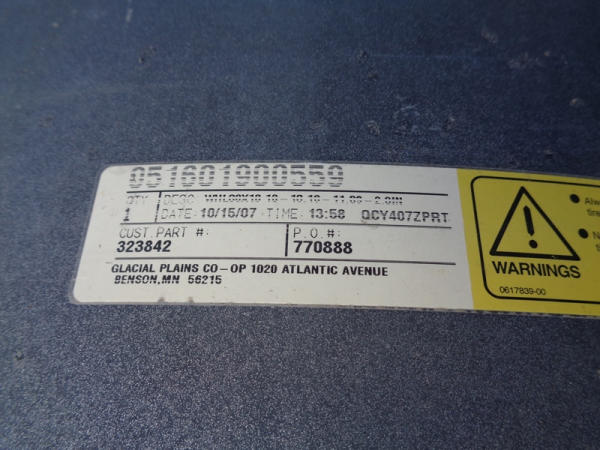 051601900559
QTY DESC
1 DATE 10/15/07 TIME 13:58 QCY407ZPRT
CUST.PART #: P.O.#:
323842 770888
GLACIAL PLAINS CO-OP 1020 ATLANTIC AVENUE
BENSON,MN 56215
WARNINGS
0617839-00